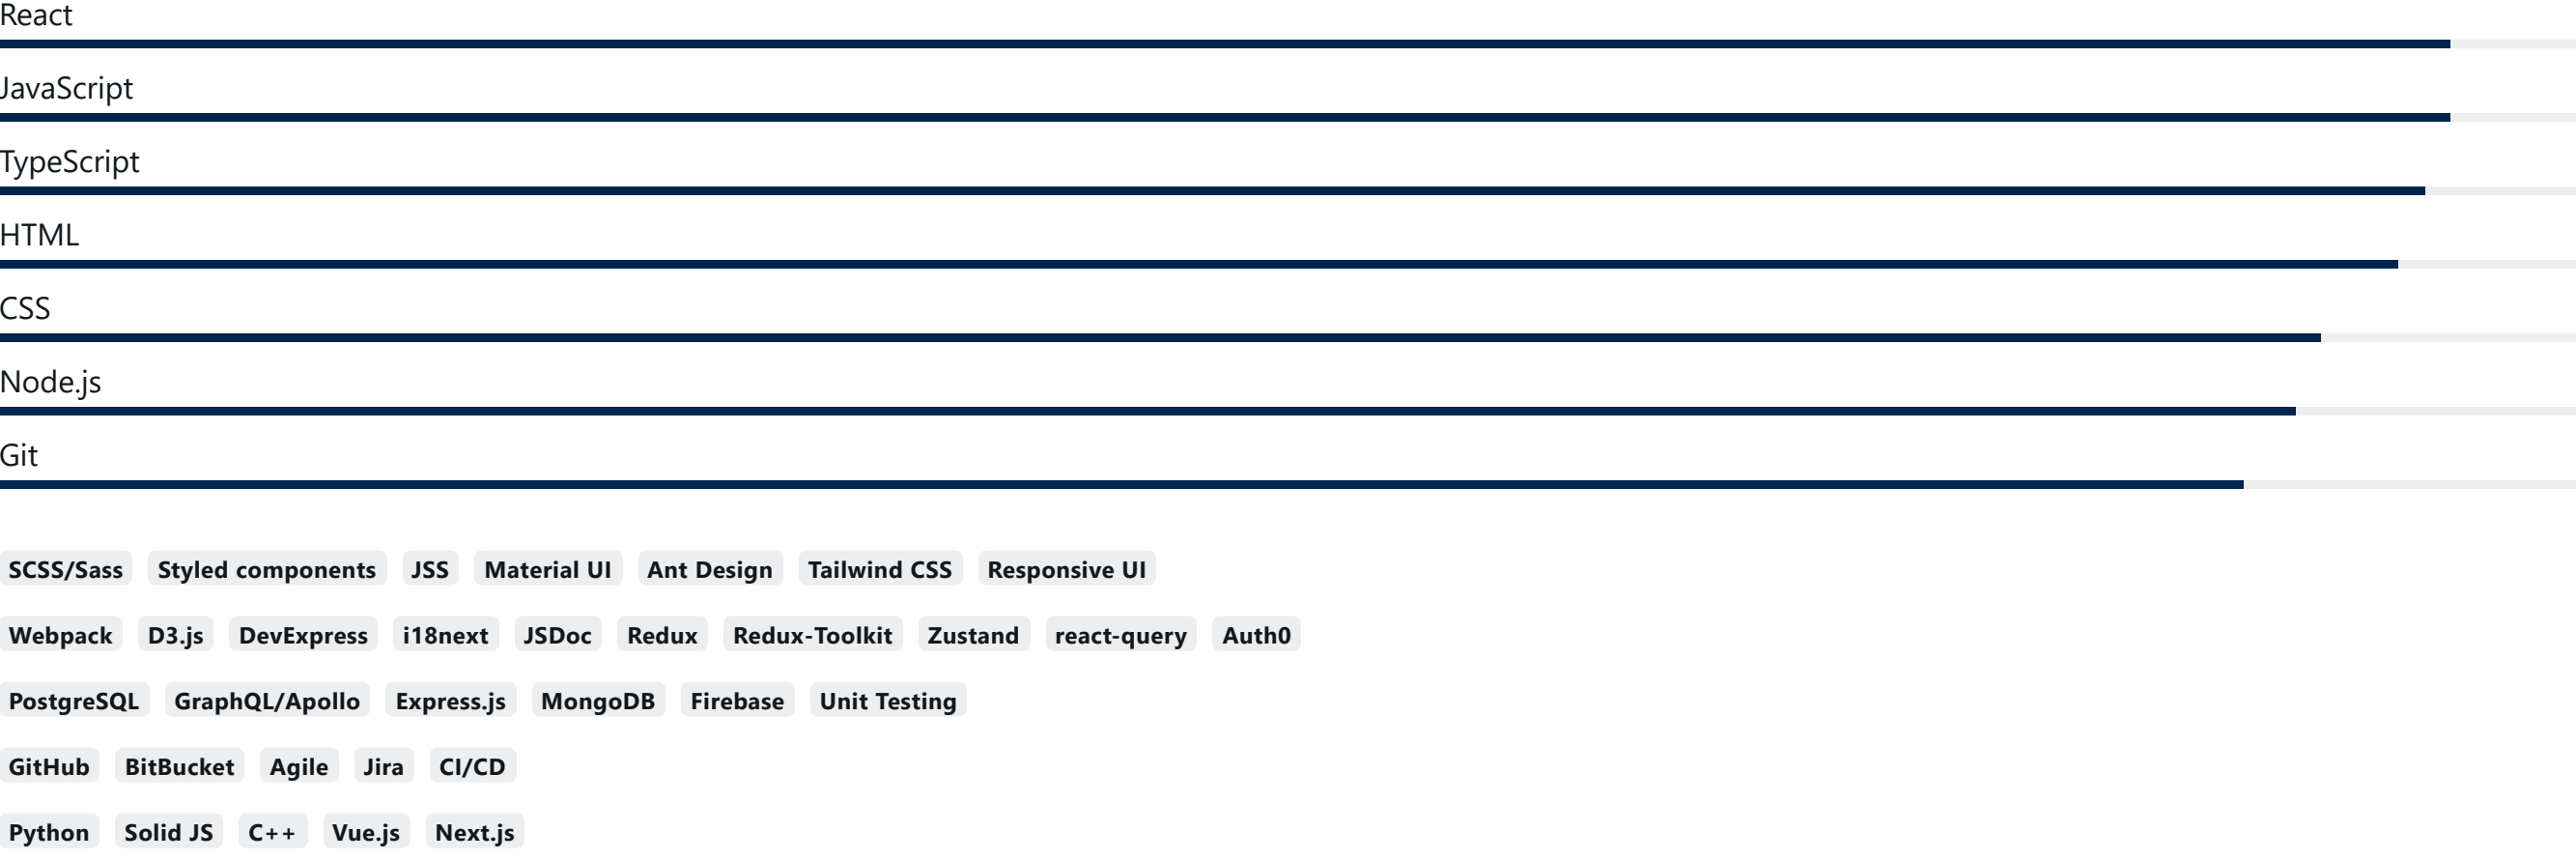 React
JavaScript
TypeScript
HTML
CSS
Node.js
Git
SCSS/Sass Styled components JSS Material UI Ant Design Tailwind CSS Responsive UI
Webpack D3.js DevExpress i18next JSDoc Redux Redux-Toolkit Zustand react-query Auth0
PostgreSQL GraphQL/Apollo Express.js MongoDB Firebase Unit Testing
GitHub BitBucket Agile Jira CI/CD
Python Solid JS C++ Vue.js Next.js